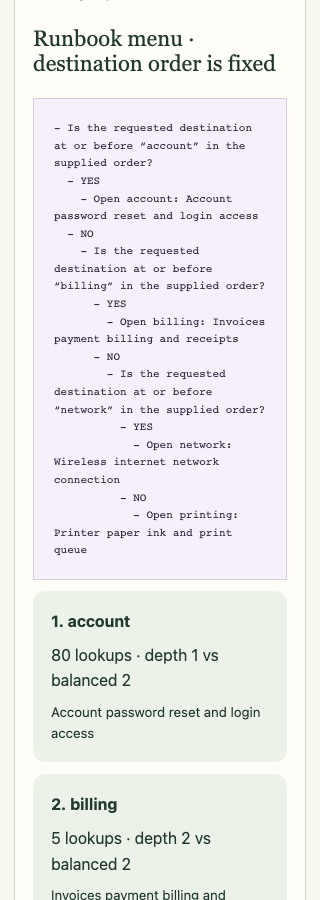 Runbook menu ·
destination order is fixed
– Is the requested destination
at or before “account” in the
supplied order?
– YES
– Open account: Account
password reset and login access
– NO
– Is the requested
destination at or before
“billing” in the supplied order?
– YES
– Open billing: Invoices
payment billing and receipts
– NO
– Is the requested
destination at or before
“network” in the supplied order?
– YES
– Open network:
Wireless internet network
connection
– NO
– Open printing:
Printer paper ink and print
queue
1. account
80 lookups · depth 1 vs
balanced 2
Account password reset and login
access
2. billing
5 lookups · depth 2 vs
balanced 2
Invoices payment billing and